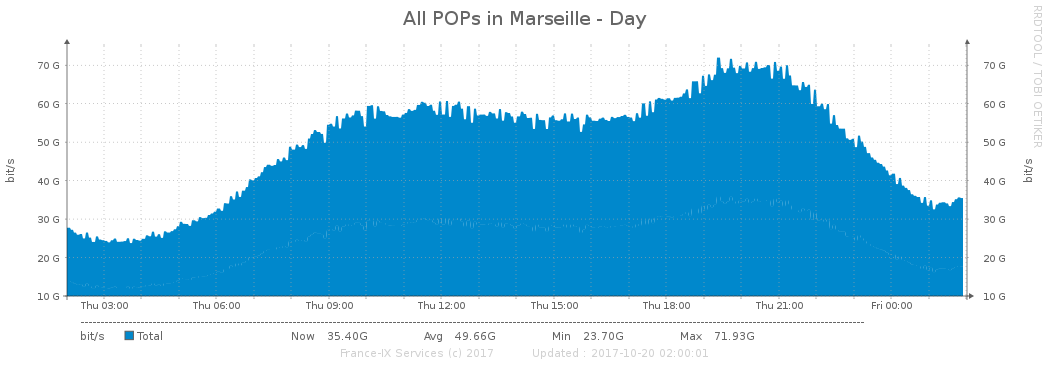 All POPs in Marseille - Day
RRDTOOL / TOBI OETIKER
bit/s
70 G 70 G
60 G 60 G
50 G 50 G
40 G 40 G
30 G 30 G
20 G 20 G
10 G 10 G
bit/s
Thu 03:00 Thu 06:00 Thu 09:00 Thu 12:00 Thu 15:00 Thu 18:00 Thu 21:00 Fri 00:00
bit/s Total Now 35.40G Avg 49.66G Min 23.70G Max 71.93G
France-IX Services (c) 2017 Updated : 2017-10-20 02:00:01